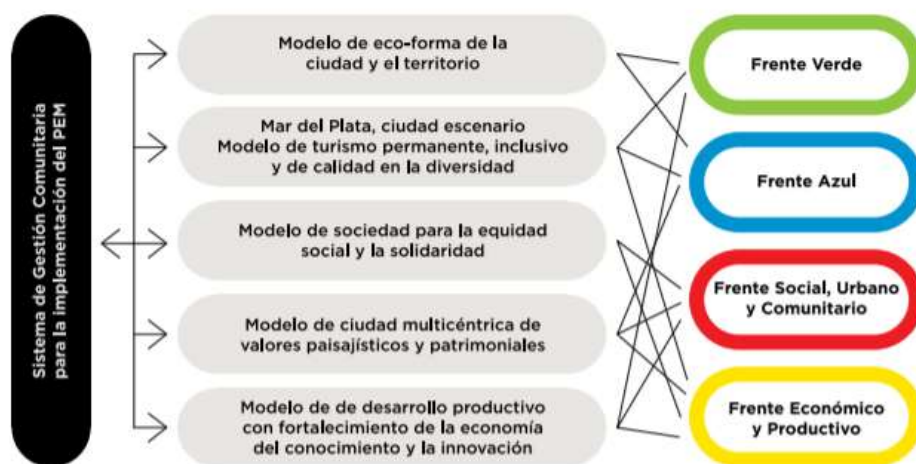 Sistema de Gestión Comunitaria
para la implementación del PEM
Modelo de eco-forma de la
ciudad y el territorio
Mar del Plata, ciudad escenario
Modelo de turismo permanente, inclusivo
y de calidad en la diversidad
Modelo de sociedad para la equidad
social y la solidaridad
Modelo de ciudad multicéntrica de
valores paisajísticos y patrimoniales
Modelo de de desarrollo productivo
con fortalecimiento de la economía
del conocimiento y la innovación
Frente Verde
Frente Azul
Frente Social, Urbano
y Comunitario
Frente Económico
y Productivo